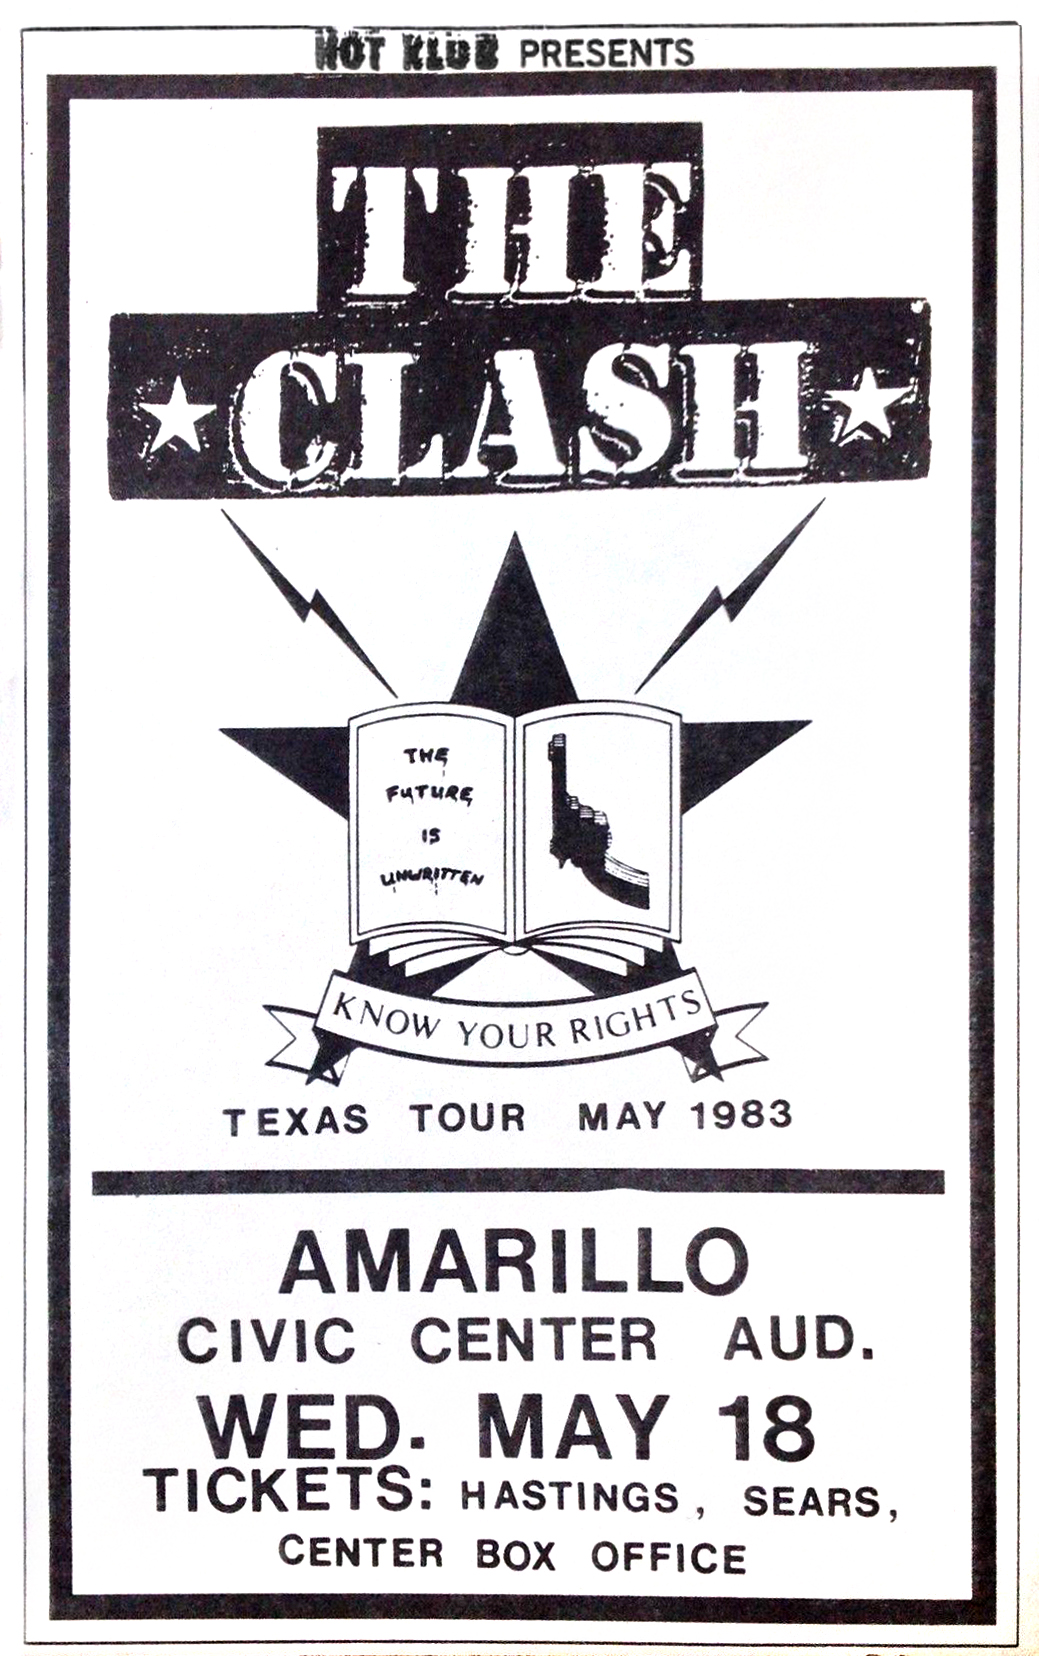 HOT KLUB PRESENTS
THE
CLASH
THE
FUTURE
IS
UNWRITTEN
KNOW YOUR RIGHTS
TEXAS TOUR MAY 1983
AMARILLO
CIVIC CENTER AUD.
WED. MAY 18
TICKETS: HASTINGS, SEARS,
CENTER BOX OFFICE